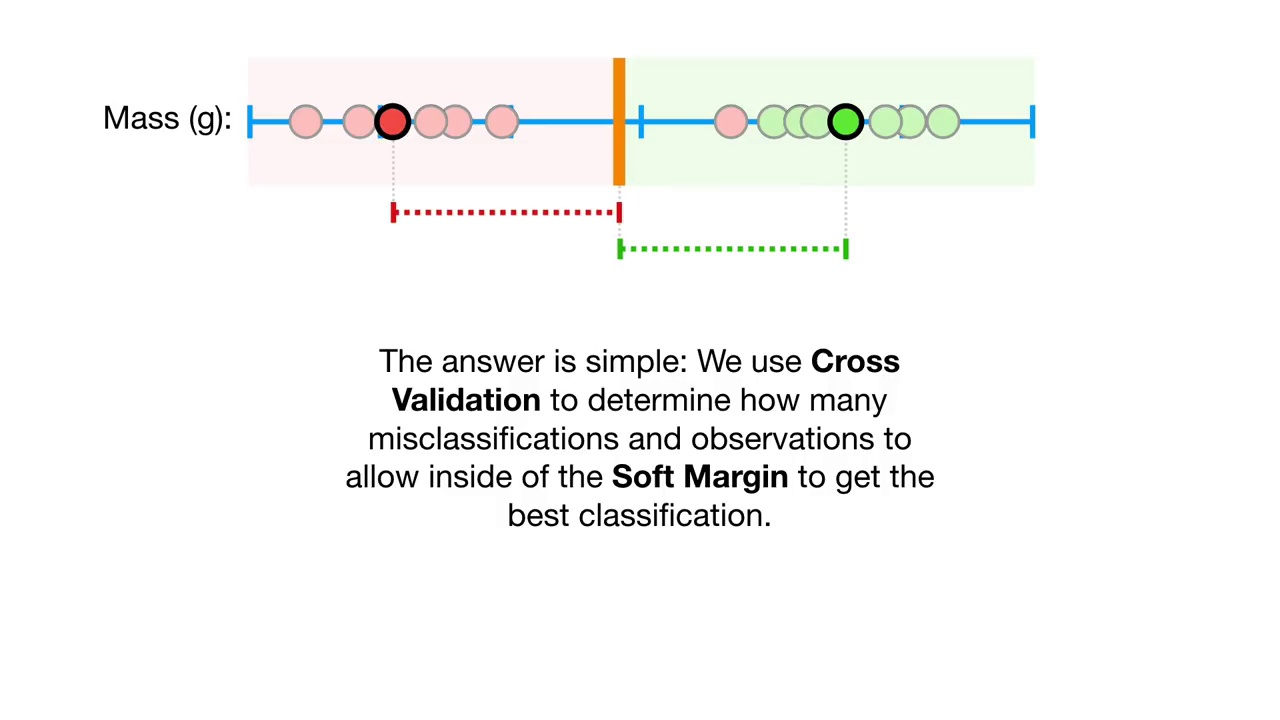 Mass (g):
The answer is simple: We use Cross
Validation to determine how many
misclassifications and observations to
allow inside of the Soft Margin to get the
best classification.